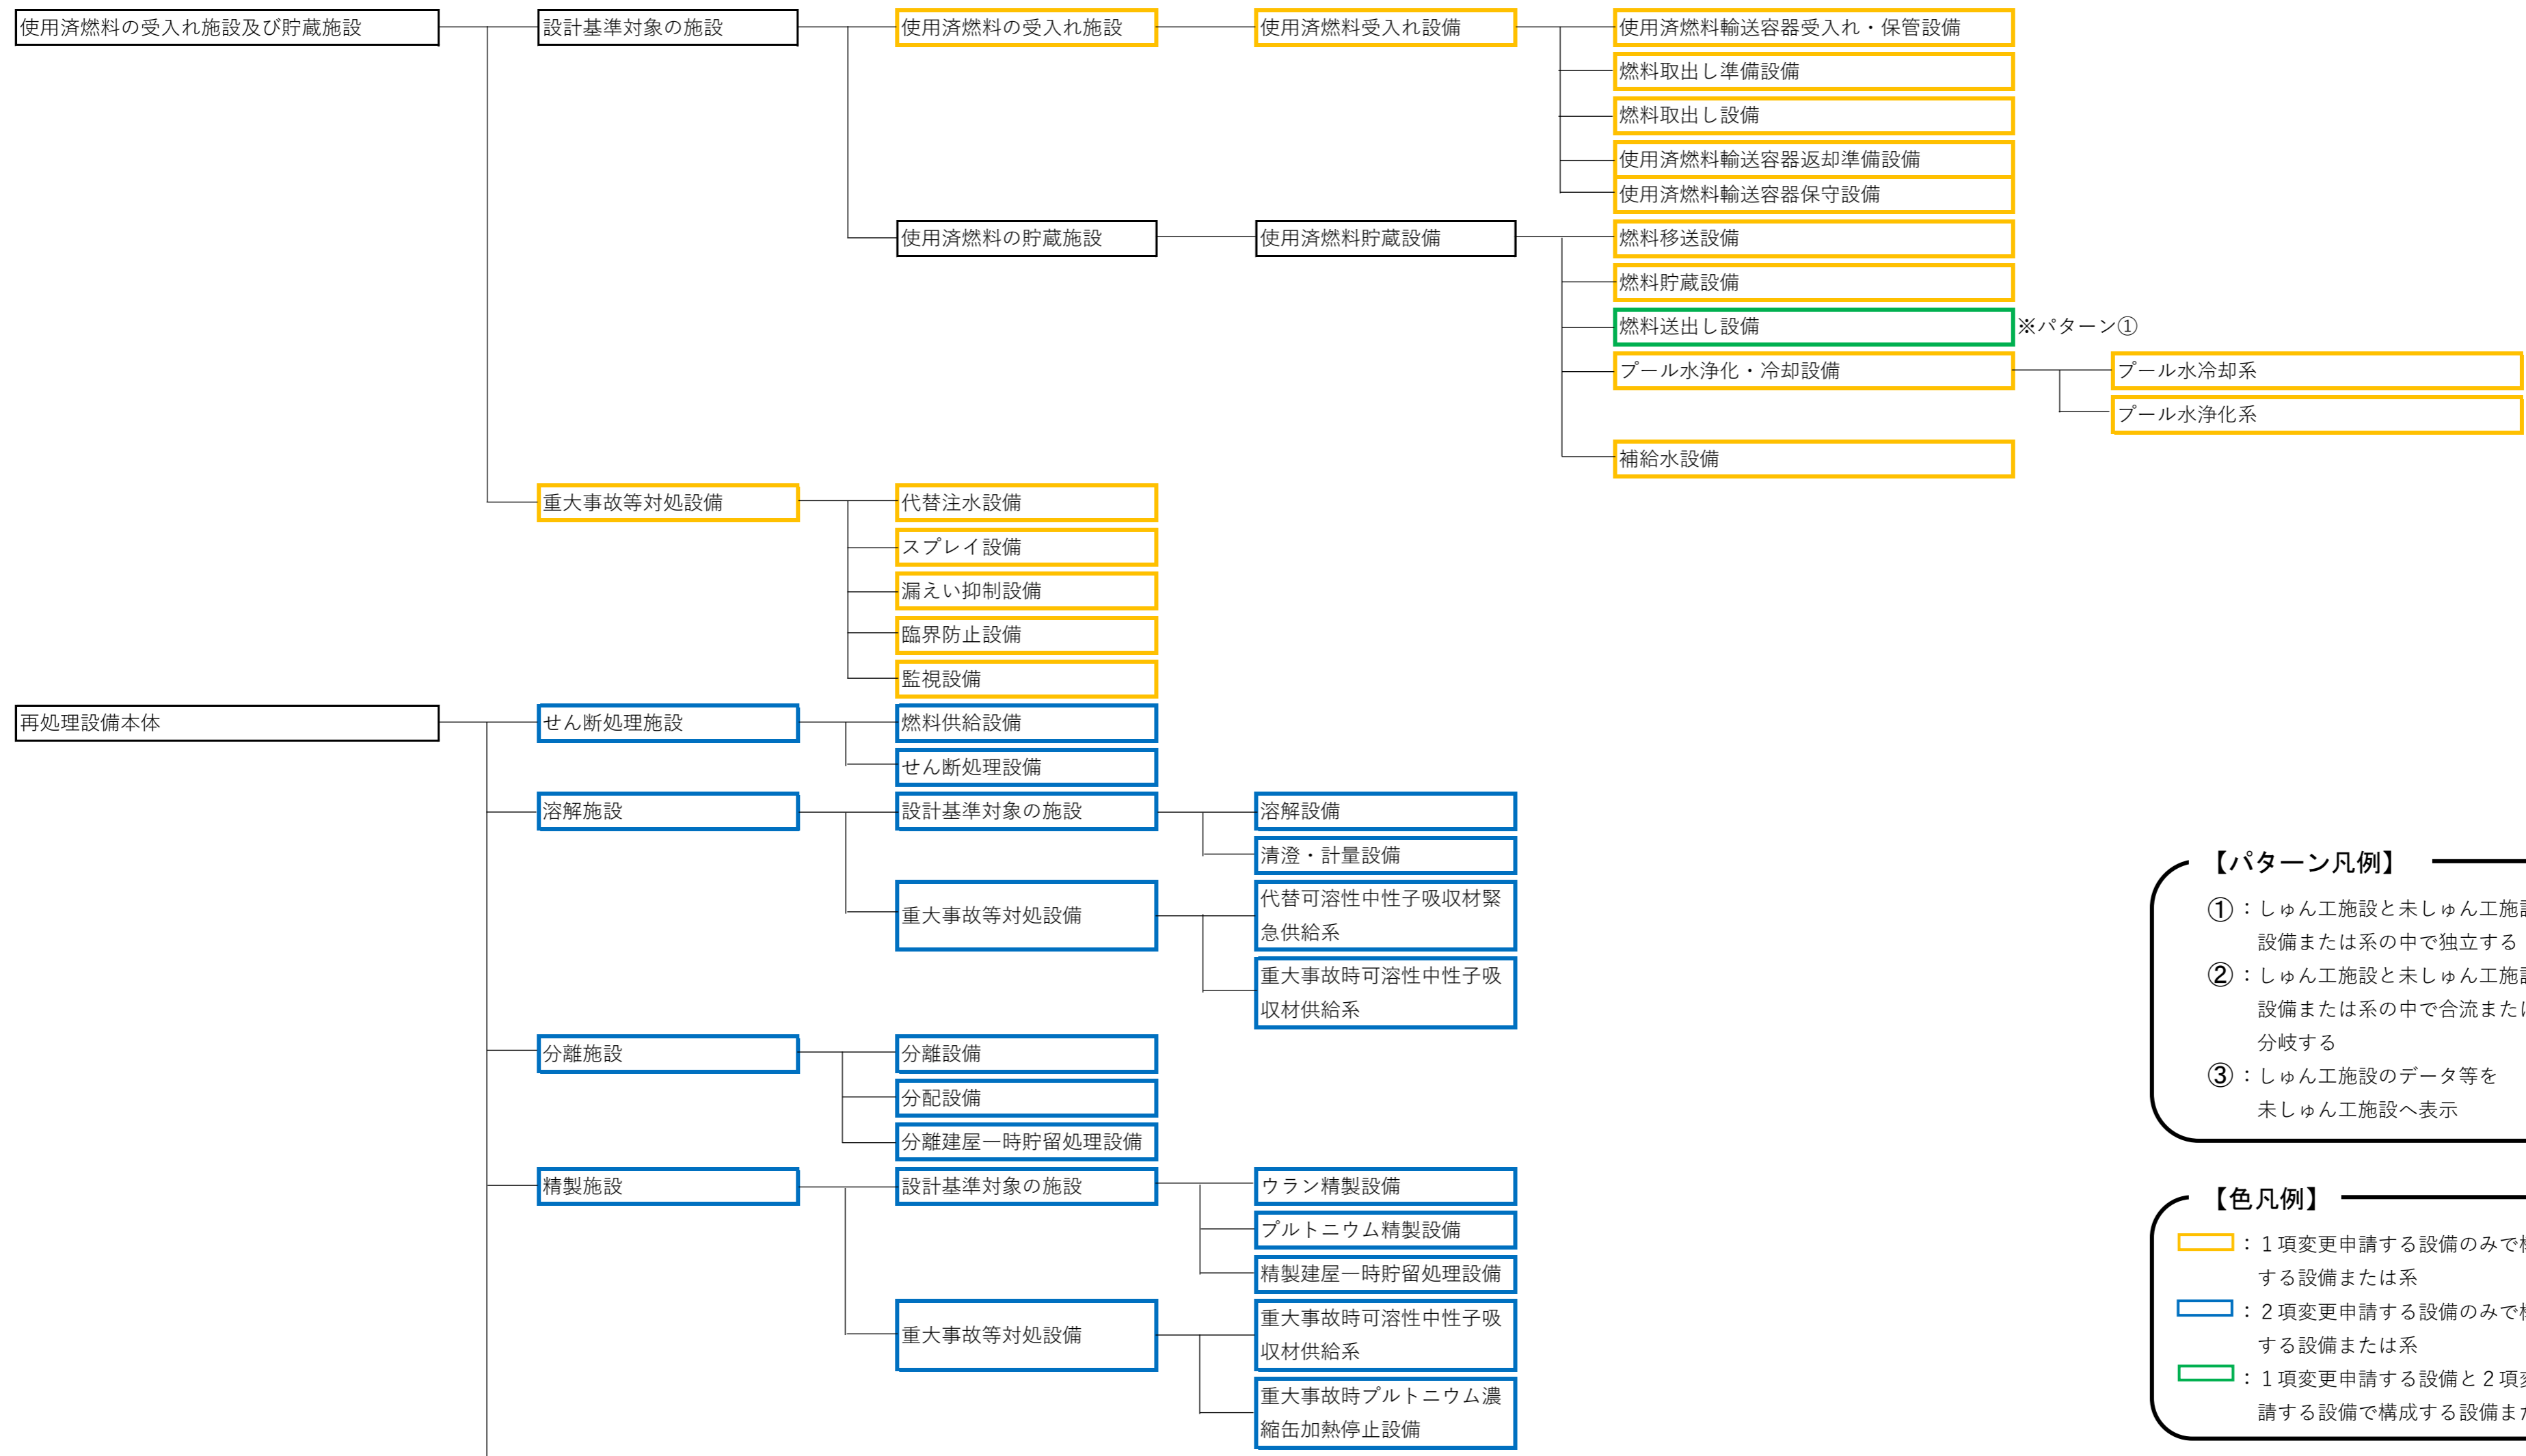 使用済燃料の受入れ施設及び貯蔵施設
設計基準対象の施設
使用済燃料の受入れ施設
使用済燃料受入れ設備
使用済燃料輸送容器受入れ・保管設備
燃料取出し準備設備
燃料取出し設備
使用済燃料輸送容器返却準備設備
使用済燃料輸送容器保守設備
使用済燃料の貯蔵施設
使用済燃料貯蔵設備
燃料移送設備
燃料貯蔵設備
燃料送出し設備
※パターン①
プール水浄化・冷却設備
プール水冷却系
プール水浄化系
補給水設備
重大事故等対処設備
代替注水設備
スプレイ設備
漏えい抑制設備
臨界防止設備
監視設備
再処理設備本体
せん断処理施設
燃料供給設備
せん断処理設備
溶解施設
設計基準対象の施設
溶解設備
清澄・計量設備
重大事故等対処設備
代替可溶性中性子吸収材緊
急供給系
重大事故時可溶性中性子吸
収材供給系
分離施設
分離設備
分配設備
分離建屋一時貯留処理設備
精製施設
設計基準対象の施設
ウラン精製設備
プルトニウム精製設備
精製建屋一時貯留処理設備
重大事故等対処設備
重大事故時可溶性中性子吸
収材供給系
重大事故時プルトニウム濃
縮缶加熱停止設備
【パターン凡例】
①：しゅん工施設と未しゅん工施
設備または系の中で独立する
②：しゅん工施設と未しゅん工施
設備または系の中で合流また
分岐する
③：しゅん工施設のデータ等を
未しゅん工施設へ表示
【色凡例】
：１項変更申請する設備のみで
する設備または系
：２項変更申請する設備のみで
する設備または系
：１項変更申請する設備と２項
請する設備で構成する設備ま